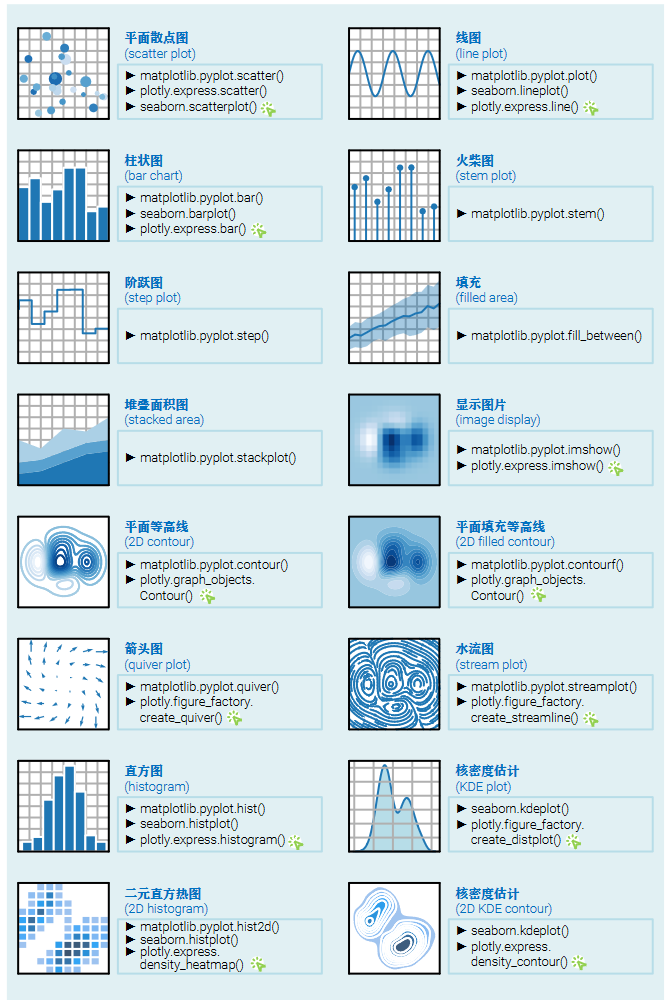 平面散点图
(scatter plot)
► matplotlib.pyplot.scatter()
► plotly.express.scatter()
► seaborn.scatterplot()
线图
(line plot)
► matplotlib.pyplot.plot()
► seaborn.lineplot()
► plotly.express.line()
柱状图
(bar chart)
► matplotlib.pyplot.bar()
► seaborn.barplot()
► plotly.express.bar()
火柴图
(stem plot)
► matplotlib.pyplot.stem()
阶跃图
(step plot)
► matplotlib.pyplot.step()
填充
(filled area)
► matplotlib.pyplot.fill_between()
堆叠面积图
(stacked area)
► matplotlib.pyplot.stackplot()
显示图片
(image display)
► matplotlib.pyplot.imshow()
► plotly.express.imshow()
平面等高线
(2D contour)
► matplotlib.pyplot.contour()
► plotly.graph_objects.
Contour()
平面填充等高线
(2D filled contour)
► matplotlib.pyplot.contourf()
► plotly.graph_objects.
Contour()
箭头图
(quiver plot)
► matplotlib.pyplot.quiver()
► plotly.figure_factory.
create_quiver()
水流图
(stream plot)
► matplotlib.pyplot.streamplot()
► plotly.figure_factory.
create_streamline()
直方图
(histogram)
► matplotlib.pyplot.hist()
► seaborn.histplot()
► plotly.express.histogram()
核密度估计
(KDE plot)
► seaborn.kdeplot()
► plotly.figure_factory.
create_distplot()
二元直方热图
(2D histogram)
► matplotlib.pyplot.hist2d()
► seaborn.histplot()
► plotly.express.
density_heatmap()
核密度估计
(2D KDE contour)
► seaborn.kdeplot()
► plotly.express.
density_contour()